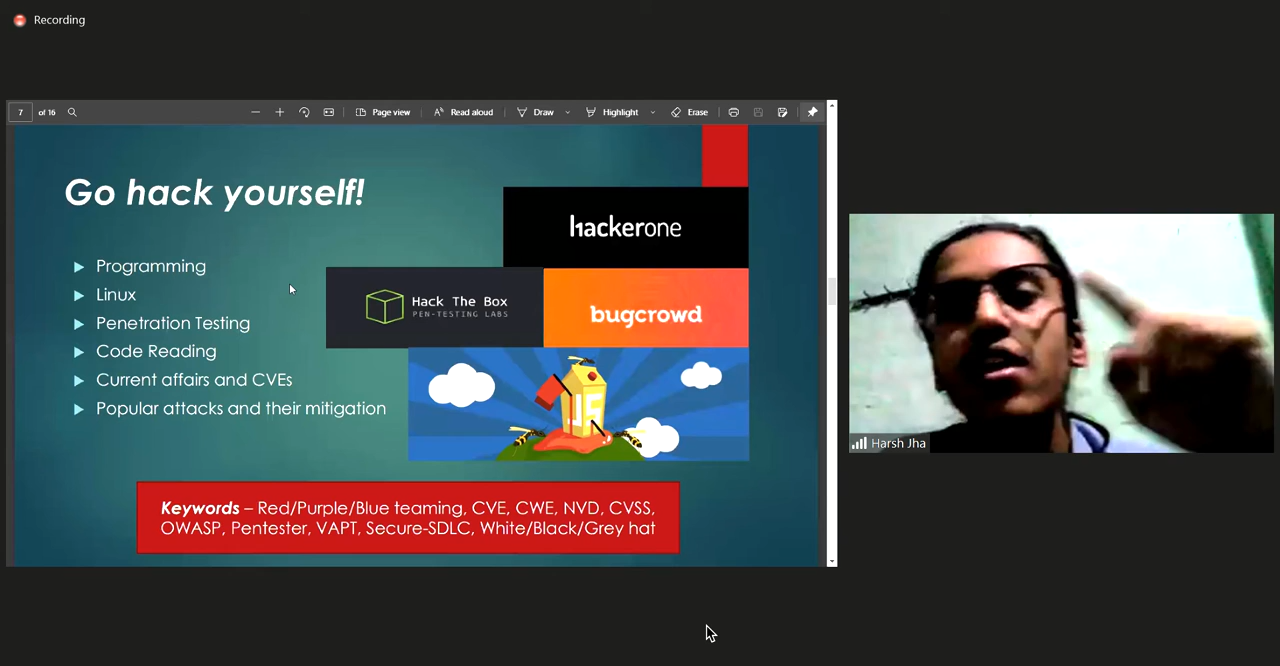 Recording
7 of 16
Page view
Read aloud
Draw
Highlight
Erase
Go hack yourself!
hackerone
Programming
Linux
Penetration Testing
Code Reading
Current affairs and CVEs
Popular attacks and their mitigation
Hack The Box
PEN-TESTING LABS
bugcrowd
JS
Keywords – Red/Purple/Blue teaming, CVE, CWE, NVD, CVSS,
OWASP, Pentester, VAPT, Secure-SDLC, White/Black/Grey hat
Harsh Jha